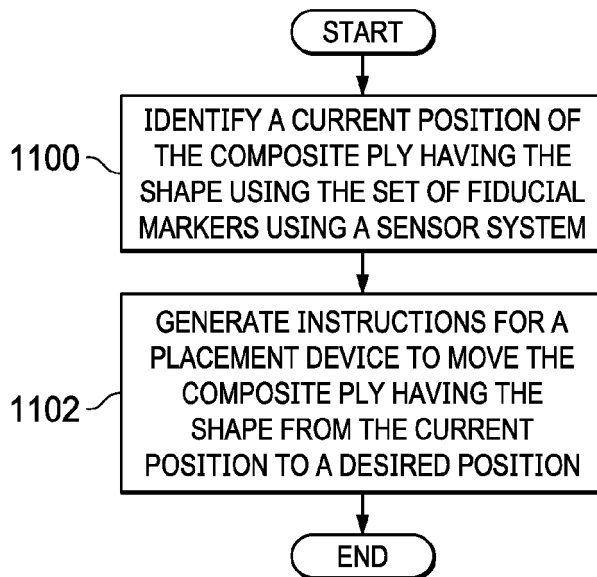 START
1100
IDENTIFY A CURRENT POSITION OF
THE COMPOSITE PLY HAVING THE
SHAPE USING THE SET OF FIDUCIAL
MARKERS USING A SENSOR SYSTEM
1102
GENERATE INSTRUCTIONS FOR A
PLACEMENT DEVICE TO MOVE THE
COMPOSITE PLY HAVING THE
SHAPE FROM THE CURRENT
POSITION TO A DESIRED POSITION
END